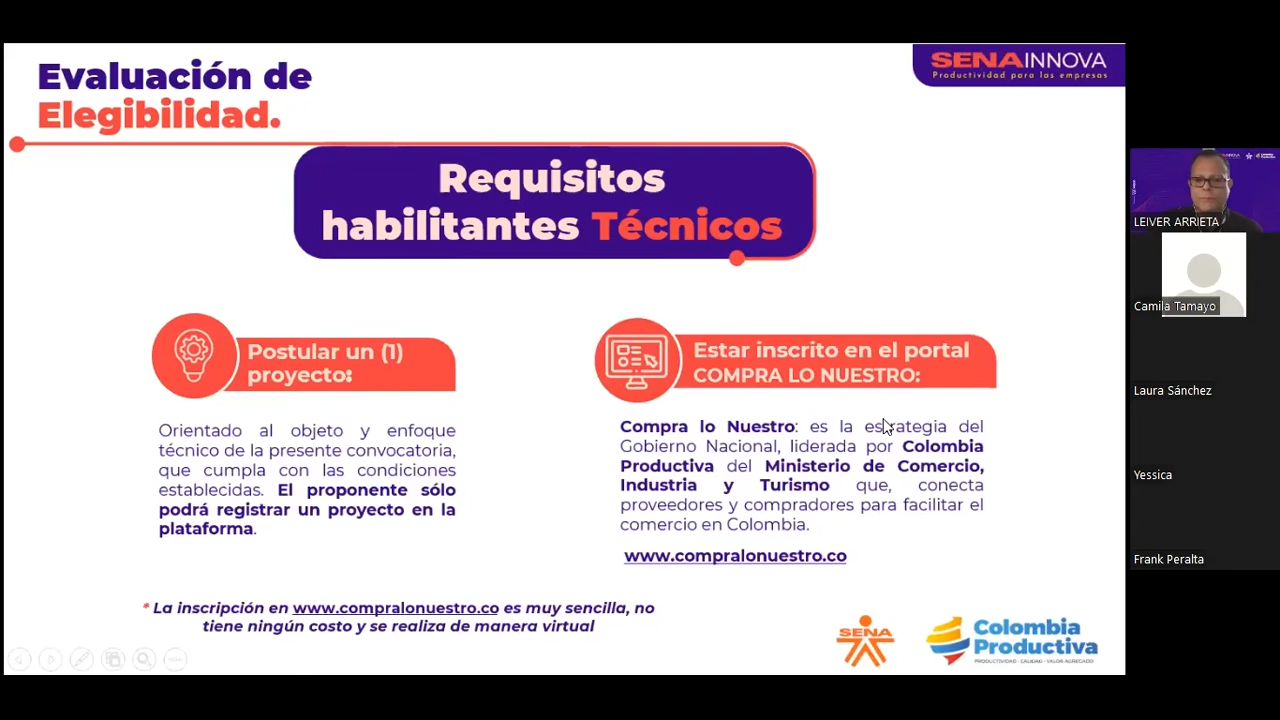 Evaluación de
Elegibilidad.
SENAINNOVA
Productividad para las empresas
Requisitos
habilitantes Técnicos
Postular un (1)
proyecto:
Orientado al objeto y enfoque
técnico de la presente convocatoria,
que cumpla con las condiciones
establecidas. El proponente sólo
podrá registrar un proyecto en la
plataforma.
Estar inscrito en el portal
COMPRA LO NUESTRO:
Compra lo Nuestro: es la estrategia del
Gobierno Nacional, liderada por Colombia
Productiva del Ministerio de Comercio,
Industria y Turismo que, conecta
proveedores y compradores para facilitar el
comercio en Colombia.
www.compralonuestro.co
* La inscripción en www.compralonuestro.co es muy sencilla, no
tiene ningún costo y se realiza de manera virtual
SENA
Colombia
Productiva
PRODUCTIVIDAD - CALIDAD - VALOR AGREGADO
LEIVER ARRIETA
Camila Tamayo
Laura Sánchez
Yessica
Frank Peralta